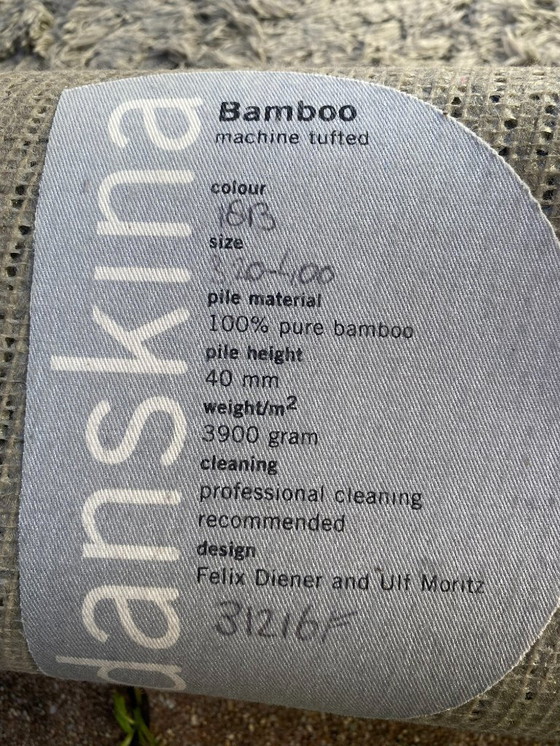 danskina
Bamboo
machine tufted
colour
18B
size
pile material
100% pure bamboo
pile height
40 mm
weight/m²
3900 gram
cleaning
professional cleaning
recommended
design
Felix Diener and Ulf Moritz
31216F